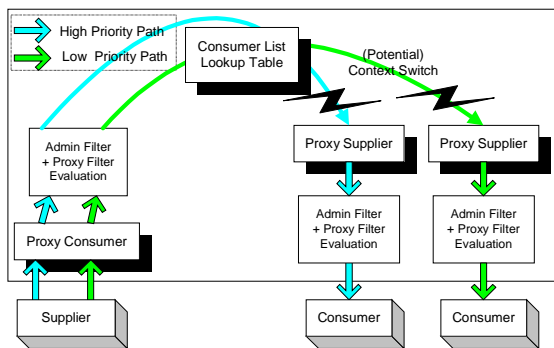 High Priority Path
Low Priority Path
Consumer List
Lookup Table
(Potential)
Context Switch
Admin Filter
+ Proxy Filter
Evaluation
Proxy Supplier
Proxy Supplier
Proxy Consumer
Admin Filter
+ Proxy Filter
Evaluation
Admin Filter
+ Proxy Filter
Evaluation
Supplier
Consumer
Consumer